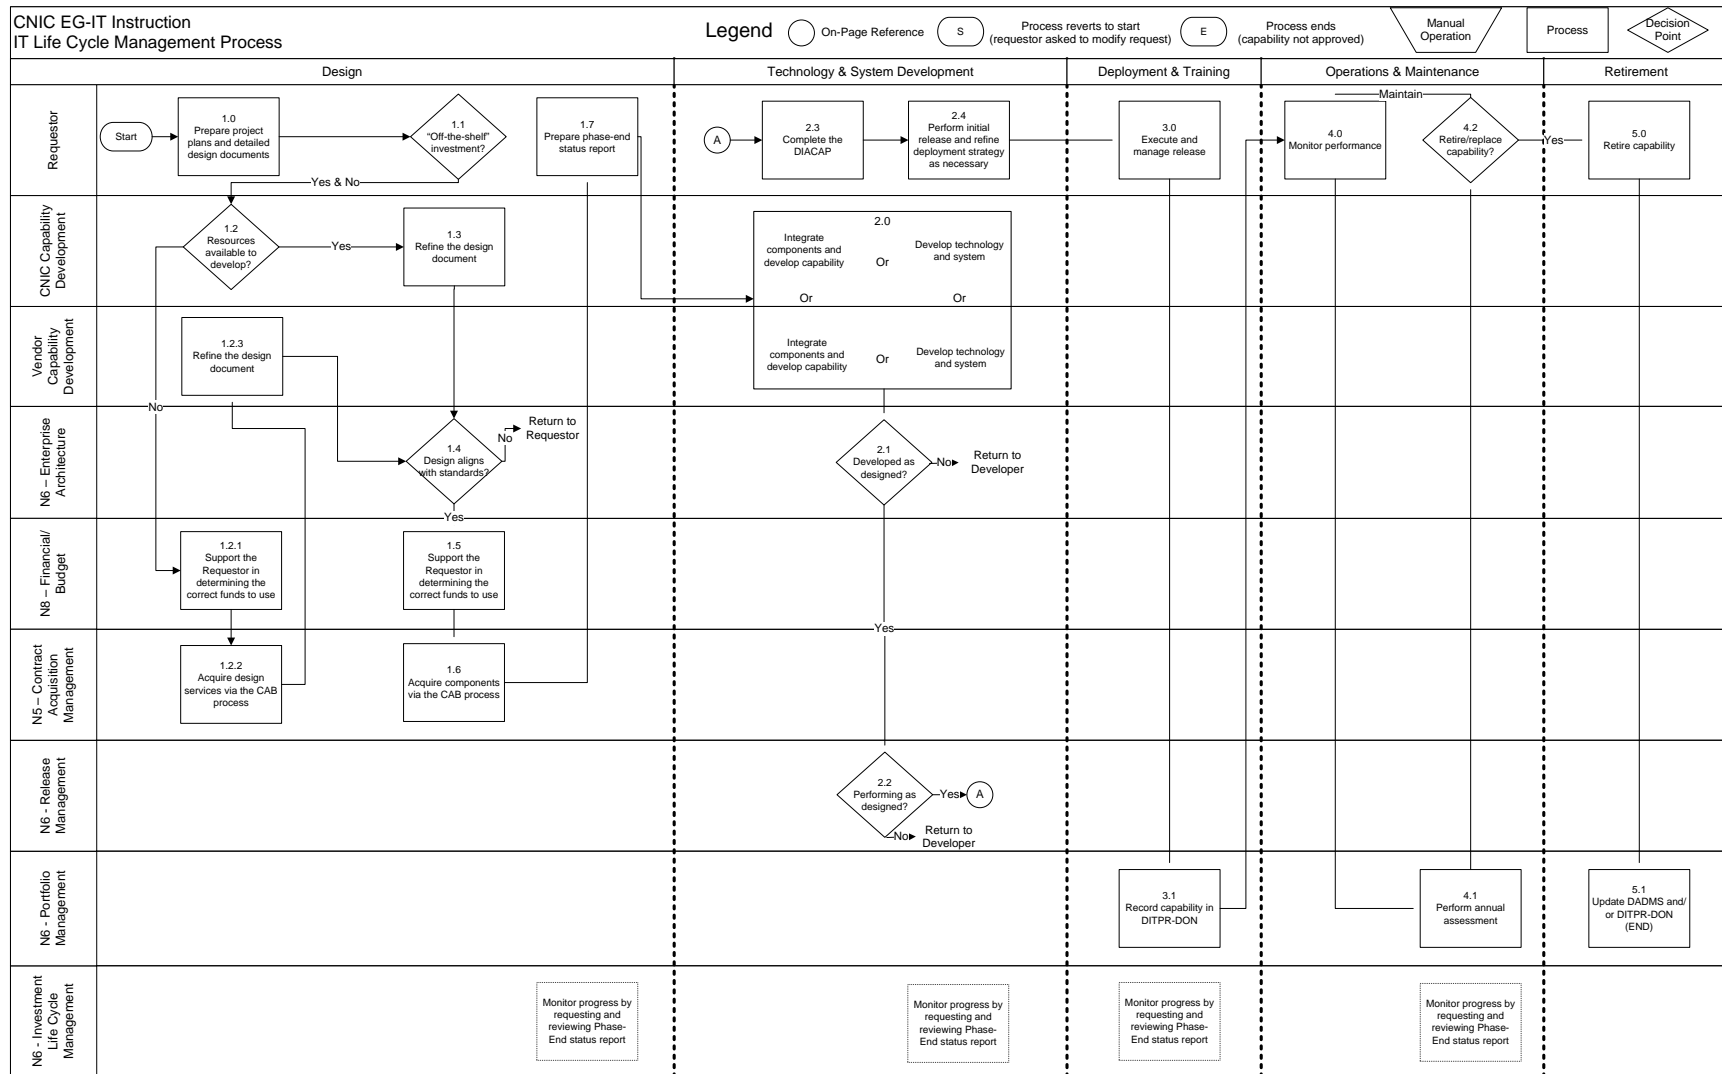 CNIC EG-IT Instruction
IT Life Cycle Management Process
Legend
On-Page Reference
S
Process reverts to start
(requestor asked to modify request)
E
Process ends
(capability not approved)
Manual
Operation
Process
Decision
Point
Design
Technology & System Development
Deployment & Training
Operations & Maintenance
Retirement
Requestor
Start
1.0
Prepare project
plans and detailed
design documents
1.1
"Off-the-shelf"
investment?
Yes & No
1.7
Prepare phase-end
status report
A
2.3
Complete the
DIACAP
2.4
Perform initial
release and refine
deployment strategy
as necessary
3.0
Execute and
manage release
Maintain
4.0
Monitor performance
4.2
Retire/replace
capability?
Yes
5.0
Retire capability
CNIC Capability
Development
1.2
Resources
available to
develop?
Yes
1.3
Refine the design
document
2.0
Integrate
components and
develop capability
Or
Develop technology
and system
Or
Or
Vendor
Capability
Development
1.2.3
Refine the design
document
Integrate
components and
develop capability
Or
Develop technology
and system
No
N6 – Enterprise
Architecture
1.4
Design aligns
with standards?
No
Return to
Requestor
Yes
2.1
Developed as
designed?
No
Return to
Developer
N8 – Financial/
Budget
1.2.1
Support the
Requestor in
determining the
correct funds to use
1.5
Support the
Requestor in
determining the
correct funds to use
Yes
N5 – Contract
Acquisition
Management
1.2.2
Acquire design
services via the CAB
process
1.6
Acquire components
via the CAB process
N6 - Release
Management
2.2
Performing as
designed?
Yes
A
No
Return to
Developer
N6 - Portfolio
Management
3.1
Record capability in
DITPR-DON
4.1
Perform annual
assessment
5.1
Update DADMS and/
or DITPR-DON
(END)
N6 - Investment
Life Cycle
Management
Monitor progress by
requesting and
reviewing Phase-
End status report
Monitor progress by
requesting and
reviewing Phase-
End status report
Monitor progress by
requesting and
reviewing Phase-
End status report
Monitor progress by
requesting and
reviewing Phase-
End status report